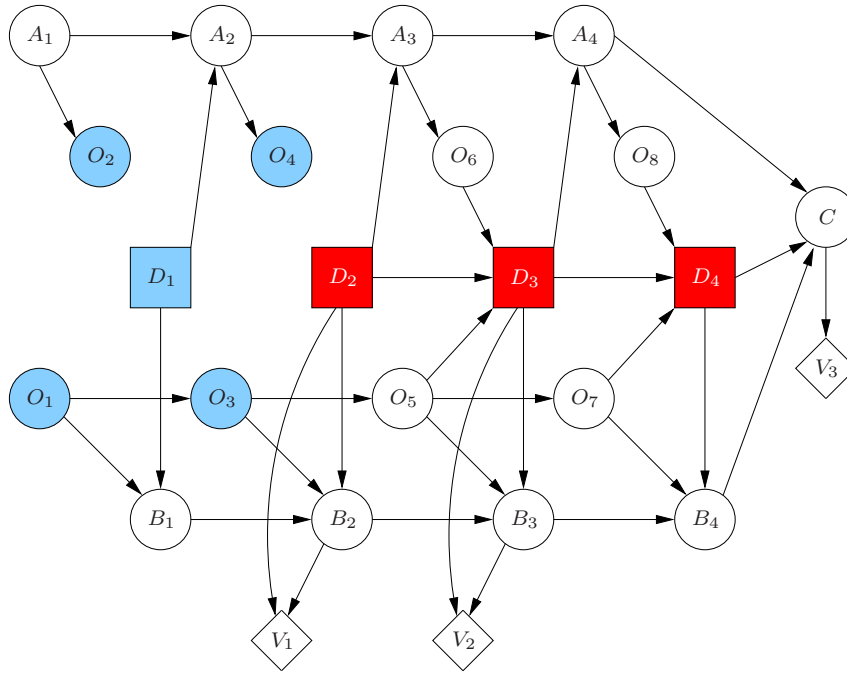 A₁ A₂ A₃ A₄
O₂ O₄ O₆ O₈
C
D₁ D₂ D₃ D₄
V₃
O₁ O₃ O₅ O₇
B₁ B₂ B₃ B₄
V₁ V₂